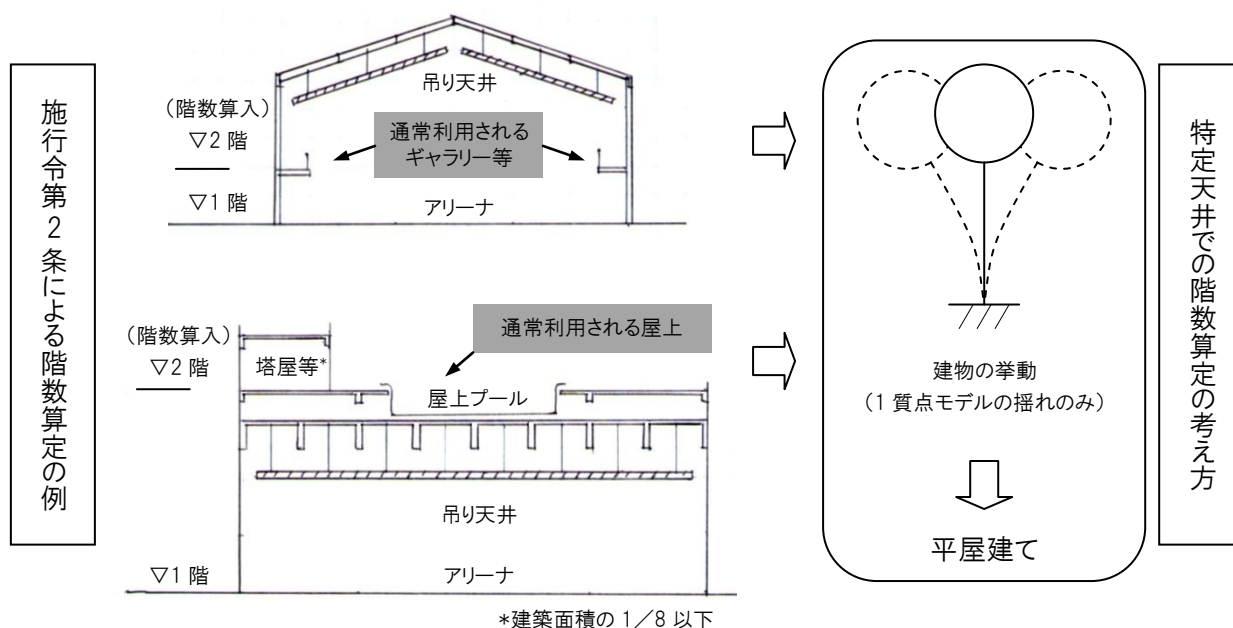 施行令第2条による階数算定の例
（階数算入）
▽2 階
▽1 階
吊り天井
通常利用される
ギャラリー等
アリーナ
（階数算入）
▽2 階
塔屋等*
通常利用される屋上
屋上プール
吊り天井
▽1 階
アリーナ
*建築面積の 1／8 以下
建物の挙動
（1 質点モデルの揺れのみ）
平屋建て
特定天井での階数算定の考え方